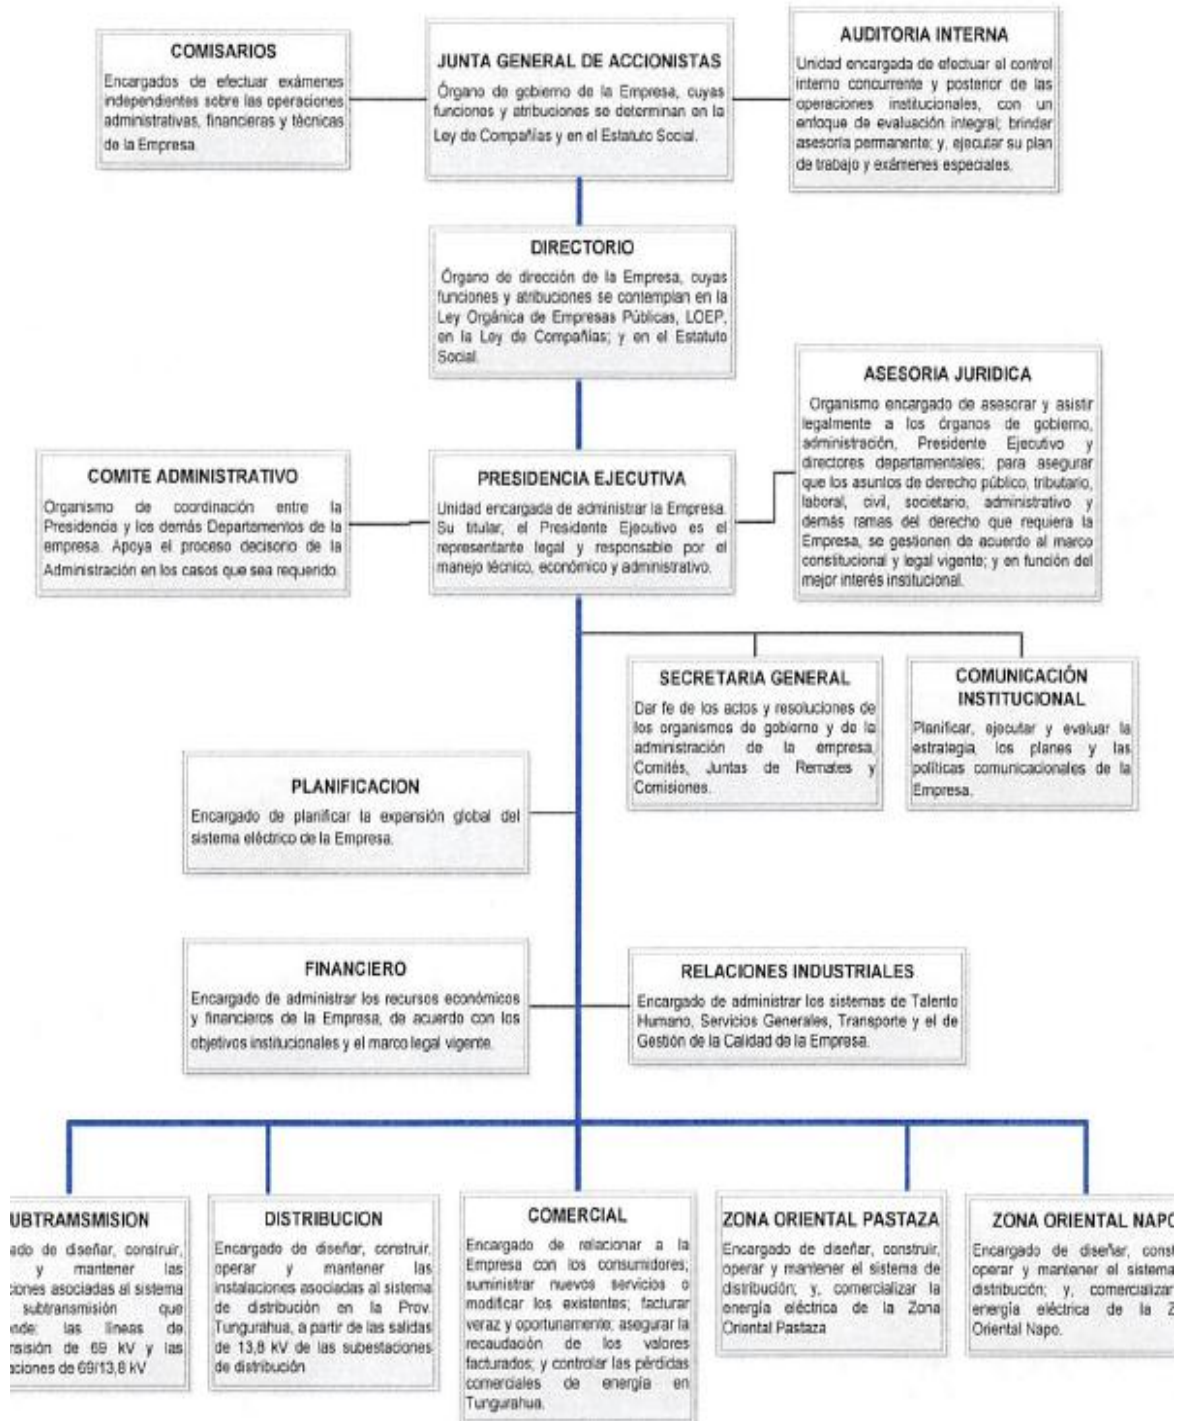 COMISARIOS
Encargados de efectuar exámenes
independientes sobre las operaciones
administrativas, financieras y técnicas
de la Empresa.
JUNTA GENERAL DE ACCIONISTAS
Órgano de gobierno de la Empresa, cuyas
funciones y atribuciones se determinan en la
Ley de Compañías y en el Estatuto Social.
AUDITORIA INTERNA
Unidad encargada de efectuar el control
interno concurrente y posterior de las
operaciones institucionales, con un
enfoque de evaluación integral; brindar
asesoría permanente; y, ejecutar su plan
de trabajo y exámenes especiales.
DIRECTORIO
Órgano de dirección de la Empresa, cuyas
funciones y atribuciones se contemplan en la
Ley Orgánica de Empresas Públicas, LOEP,
en la Ley de Compañías; y en el Estatuto
Social.
ASESORIA JURIDICA
Organismo encargado de asesorar y asistir
legalmente a los órganos de gobierno,
administración, Presidente Ejecutivo y
directores departamentales; para asegurar
que los asuntos de derecho público, tributario,
laboral, civil, societario, administrativo y
demás ramas del derecho que requiera la
Empresa, se gestionen de acuerdo al marco
constitucional y legal vigente; y en función del
mejor interés institucional.
COMITE ADMINISTRATIVO
Organismo de coordinación entre la
Presidencia y los demás Departamentos de la
empresa. Apoya el proceso decisorio de la
Administración en los casos que sea requerido.
PRESIDENCIA EJECUTIVA
Unidad encargada de administrar la Empresa.
Su titular, el Presidente Ejecutivo es el
representante legal y responsable por el
manejo técnico, económico y administrativo.
SECRETARIA GENERAL
Dar fe de los actos y resoluciones de
los organismos de gobierno y de la
administración de la empresa,
Comités, Juntas de Remates y
Comisiones.
COMUNICACIÓN
INSTITUCIONAL
Planificar, ejecutar y evaluar la
estrategia, los planes y las
políticas comunicacionales de la
Empresa.
PLANIFICACION
Encargado de planificar la expansión global del
sistema eléctrico de la Empresa.
FINANCIERO
Encargado de administrar los recursos económicos
y financieros de la Empresa, de acuerdo con los
objetivos institucionales y el marco legal vigente.
RELACIONES INDUSTRIALES
Encargado de administrar los sistemas de Talento
Humano, Servicios Generales, Transporte y el de
Gestión de la Calidad de la Empresa.
UBTRAMSMISION
ado de diseñar, construir,
y mantener las
ciones asociadas al sistema
subtransmisión que
nde; las líneas de
nsisión de 69 kV y las
aciones de 69/13,8 kV
DISTRIBUCION
Encargado de diseñar, construir,
operar y mantener las
instalaciones asociadas al sistema
de distribución en la Prov.
Tungurahua, a partir de las salidas
de 13,8 kV de las subestaciones
de distribución
COMERCIAL
Encargado de relacionar a la
Empresa con los consumidores;
suministrar nuevos servicios o
modificar los existentes; facturar
veraz y oportunamente; asegurar la
recaudación de los valores
facturados; y controlar las pérdidas
comerciales de energía en
Tungurahua.
ZONA ORIENTAL PASTAZA
Encargado de diseñar, construir,
operar y mantener el sistema de
distribución; y, comercializar la
energía eléctrica de la Zona
Oriental Pastaza
ZONA ORIENTAL NAPO
Encargado de diseñar, const
operar y mantener el sistema
distribución; y, comercializar
energía eléctrica de la Z
Oriental Napo.